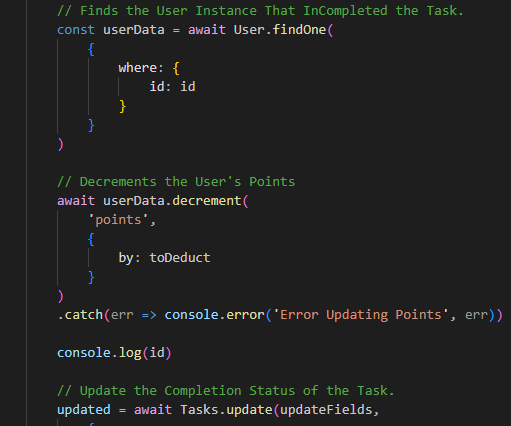 // Finds the User Instance That InCompleted the Task.
const userData = await User.findOne(
{
where: {
id: id
}
}
)
// Decrements the User's Points
await userData.decrement(
'points',
{
by: toDeduct
}
)
.catch(err => console.error('Error Updating Points', err))
console.log(id)
// Update the Completion Status of the Task.
updated = await Tasks.update(updateFields,